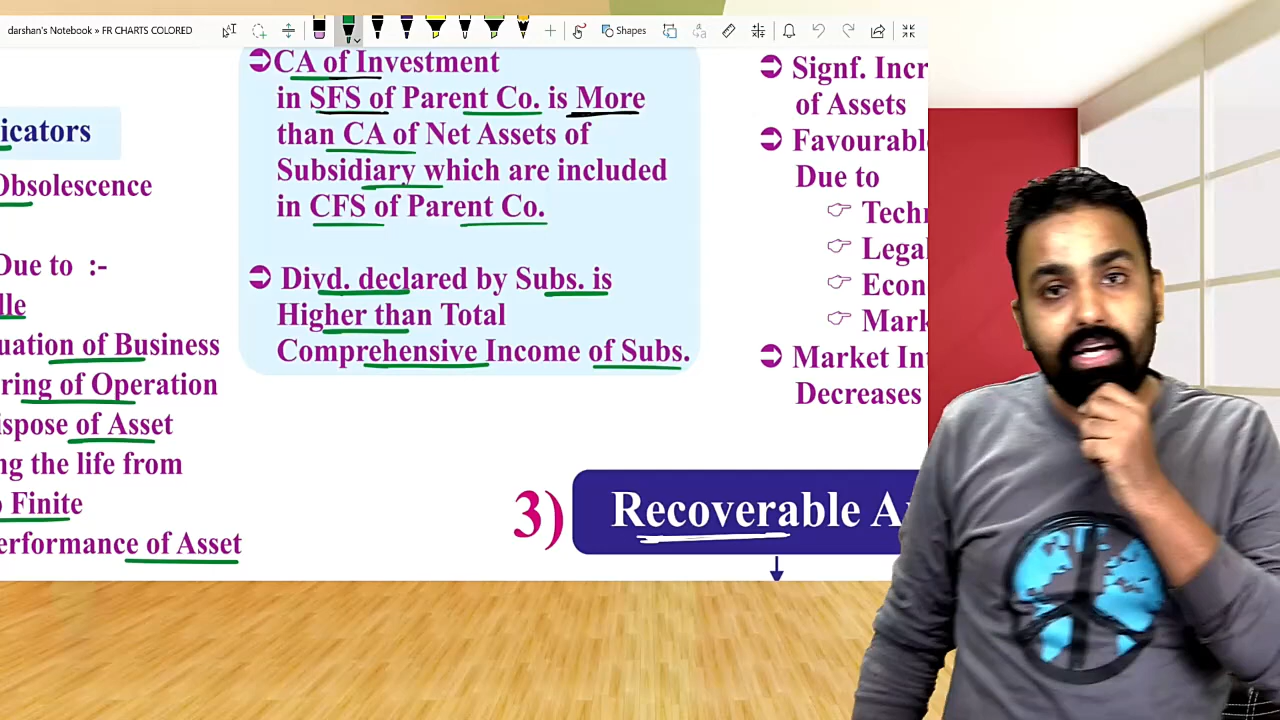 darshan's Notebook » FR CHARTS COLORED
Shapes
CA of Investment
in SFS of Parent Co. is More
than CA of Net Assets of
Subsidiary which are included
in CFS of Parent Co.
Divd. declared by Subs. is
Higher than Total
Comprehensive Income of Subs.
icators
Obsolescence
Due to :-
lle
uation of Business
ring of Operation
ispose of Asset
ng the life from
Finite
erformance of Asset
Signf. Incr
of Assets
Favourabl
Due to
Techn
Legal
Econ
Mark
Market Int
Decreases
3)
Recoverable A